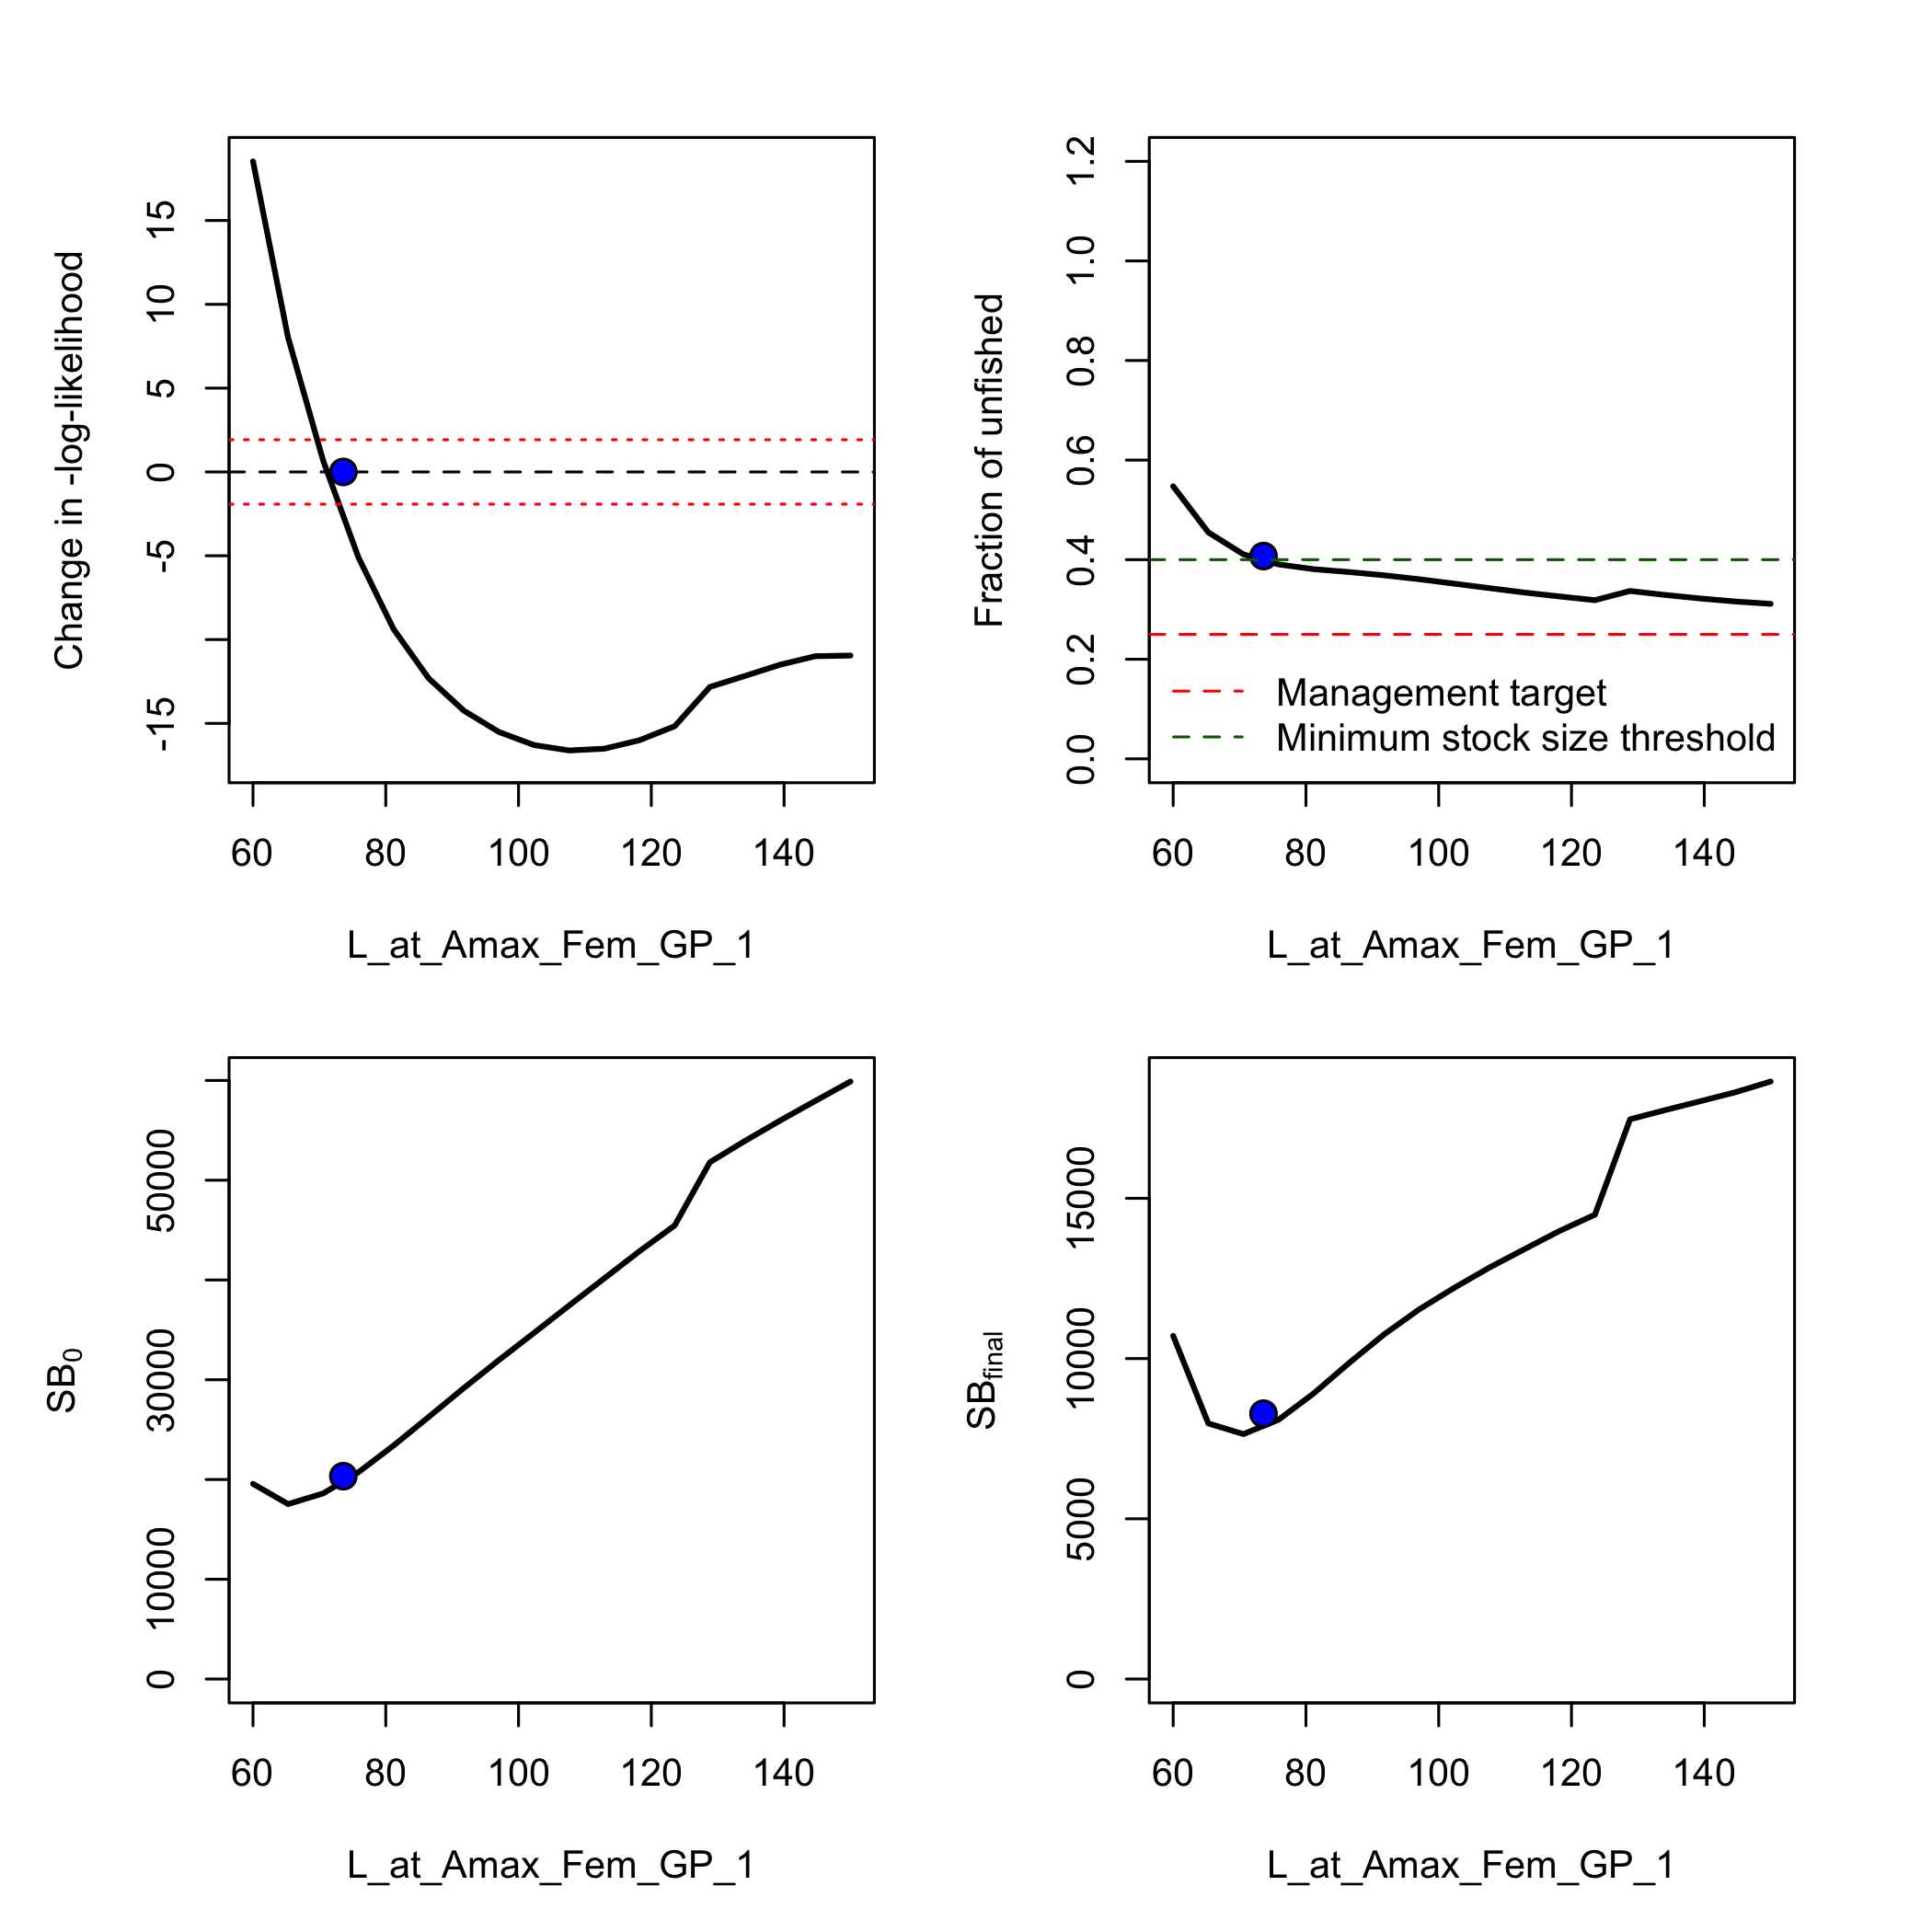 Change in -log-likelihood
15
10
5
0
-5
-15
60 80 100 120 140
L_at_Amax_Fem_GP_1
Fraction of unfished
1.2
1.0
0.8
0.6
0.4
0.2
0.0
Management target
Minimum stock size threshold
60 80 100 120 140
L_at_Amax_Fem_GP_1
SB0
50000
30000
10000
0
60 80 100 120 140
L_at_Amax_Fem_GP_1
SBfinal
15000
10000
5000
0
60 80 100 120 140
L_at_Amax_Fem_GP_1